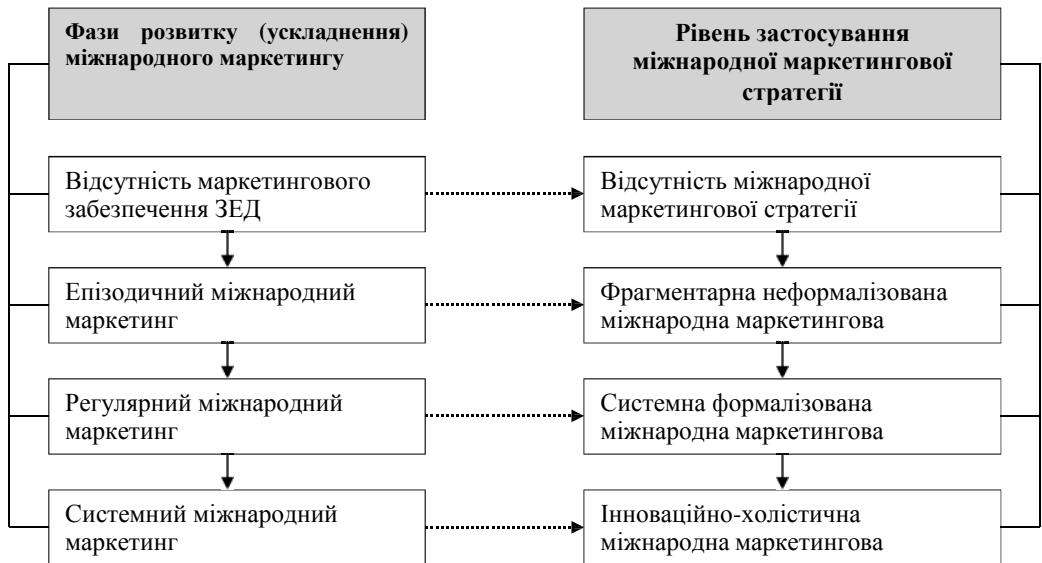 Фази розвитку (ускладнення)
міжнародного маркетингу
Рівень застосування
міжнародної маркетингової
стратегії
Відсутність маркетингового
забезпечення ЗЕД
Відсутність міжнародної
маркетингової стратегії
Епізодичний міжнародний
маркетинг
Фрагментарна неформалізована
міжнародна маркетингова
Регулярний міжнародний
маркетинг
Системна формалізована
міжнародна маркетингова
Системний міжнародний
маркетинг
Інноваційно-холістична
міжнародна маркетингова